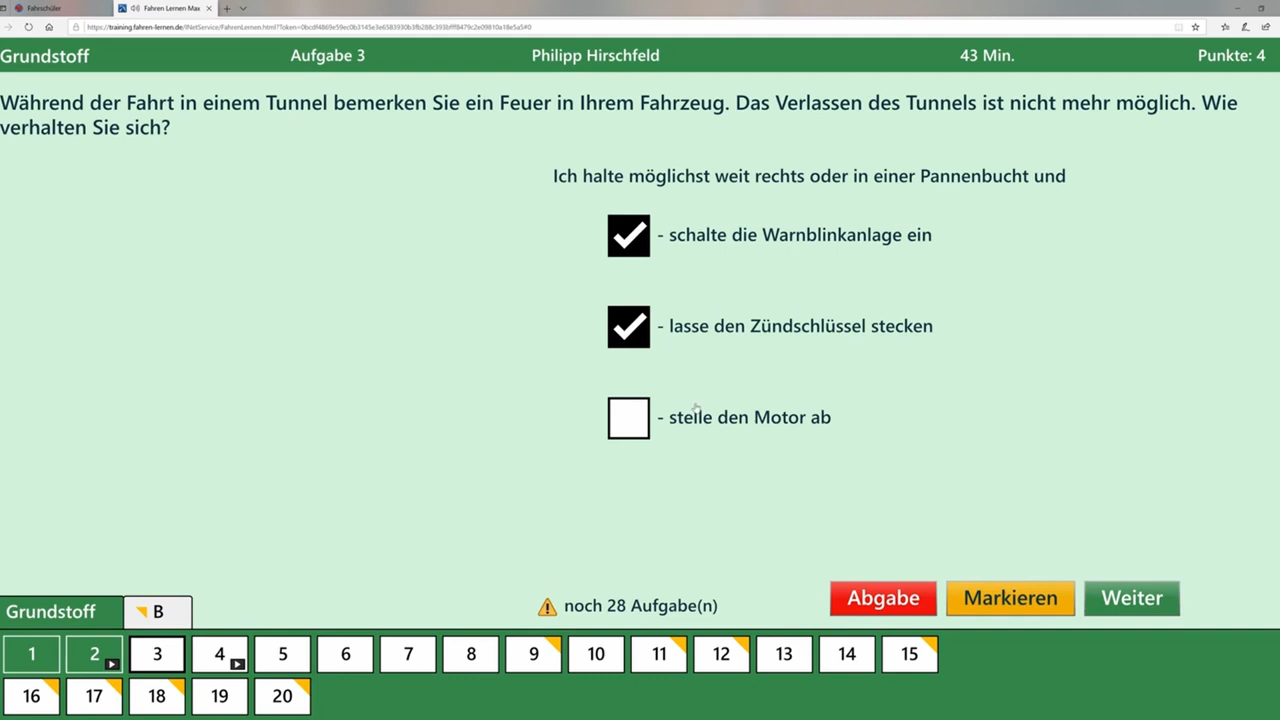 Fahrschüler
Fahren Lernen Max
Grundstoff Aufgabe 3 Philipp Hirschfeld 43 Min. Punkte: 4
Während der Fahrt in einem Tunnel bemerken Sie ein Feuer in Ihrem Fahrzeug. Das Verlassen des Tunnels ist nicht mehr möglich. Wie
verhalten Sie sich?
Ich halte möglichst weit rechts oder in einer Pannenbucht und
- schalte die Warnblinkanlage ein
- lasse den Zündschlüssel stecken
- stelle den Motor ab
Grundstoff B noch 28 Aufgabe(n) Abgabe Markieren Weiter
1 2 3 4 5 6 7 8 9 10 11 12 13 14 15
16 17 18 19 20